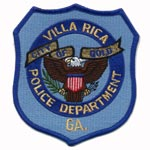 VILLA RICA
CITY OF GOLD
POLICE DEPARTMENT
GA.